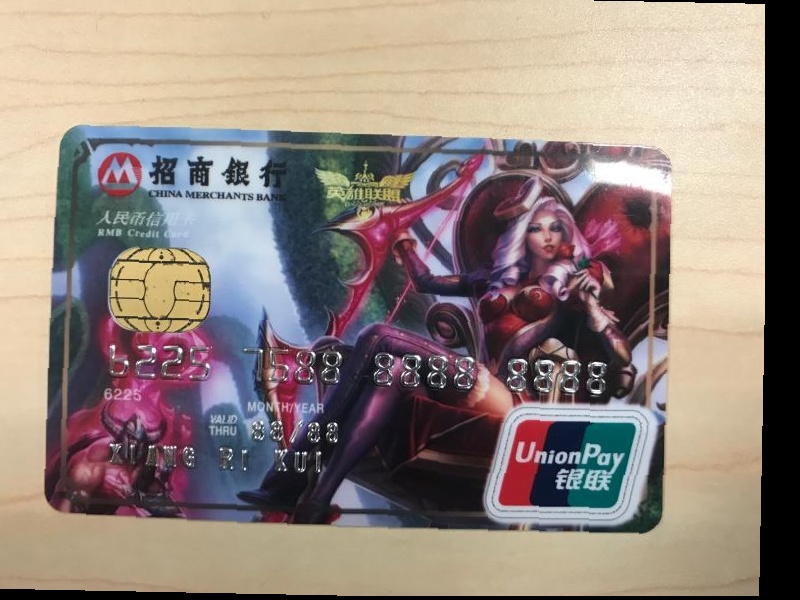 招商銀行
CHINA MERCHANTS BANK
英雄联盟
人民币信用卡
RMB Credit Card
6225 7588 8888 8888
6225
MONTH/YEAR
VALID THRU 88/88
XIANG RI KUI
UnionPay
银联